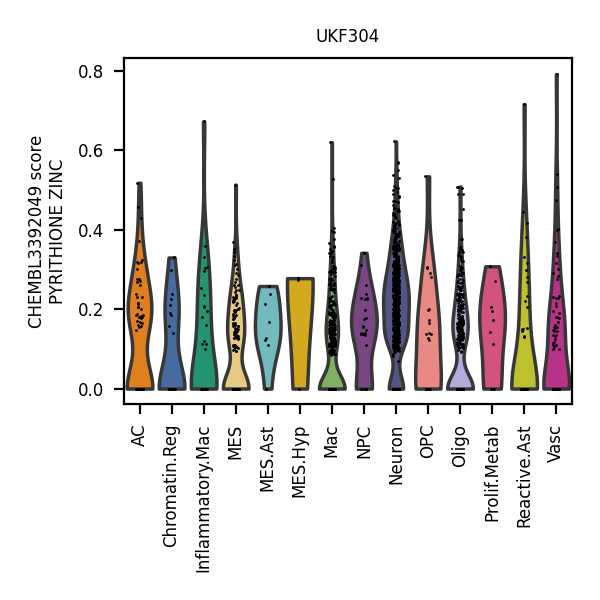 UKF304
CHEMBL3392049 score
PYRITHIONE ZINC
0.8
0.6
0.4
0.2
0.0
AC
Chromatin.Reg
Inflammatory.Mac
MES
MES.Ast
MES.Hyp
Mac
NPC
Neuron
OPC
Oligo
Prolif.Metab
Reactive.Ast
Vasc